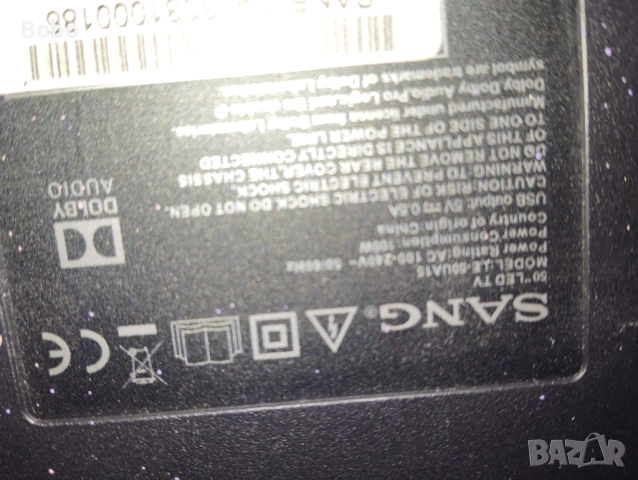 SANG
50" LED TV
MODEL:LE-50UA15
Power Rating:AC 100-240V~ 50/60Hz
Power Consumption: 100W
Country of origin: China
USB output: 5V 0.5A
CAUTION: RISK OF ELECTRIC SHOCK DO NOT OPEN.
WARNING: TO PREVENT ELECTRIC SHOCK,
DO NOT REMOVE THE REAR COVER. THE CHASSIS
OF THIS APPLIANCE IS DIRECTLY CONNECTED
TO ONE SIDE OF THE POWER LINE.
Manufactured under license from Dolby Laboratories.
Dolby, Dolby Audio, Pro Logic, and the double-D
symbol are trademarks of Dolby Laboratories.
CE
DOLBY
AUDIO
0031000186
Bobo
BAZAR